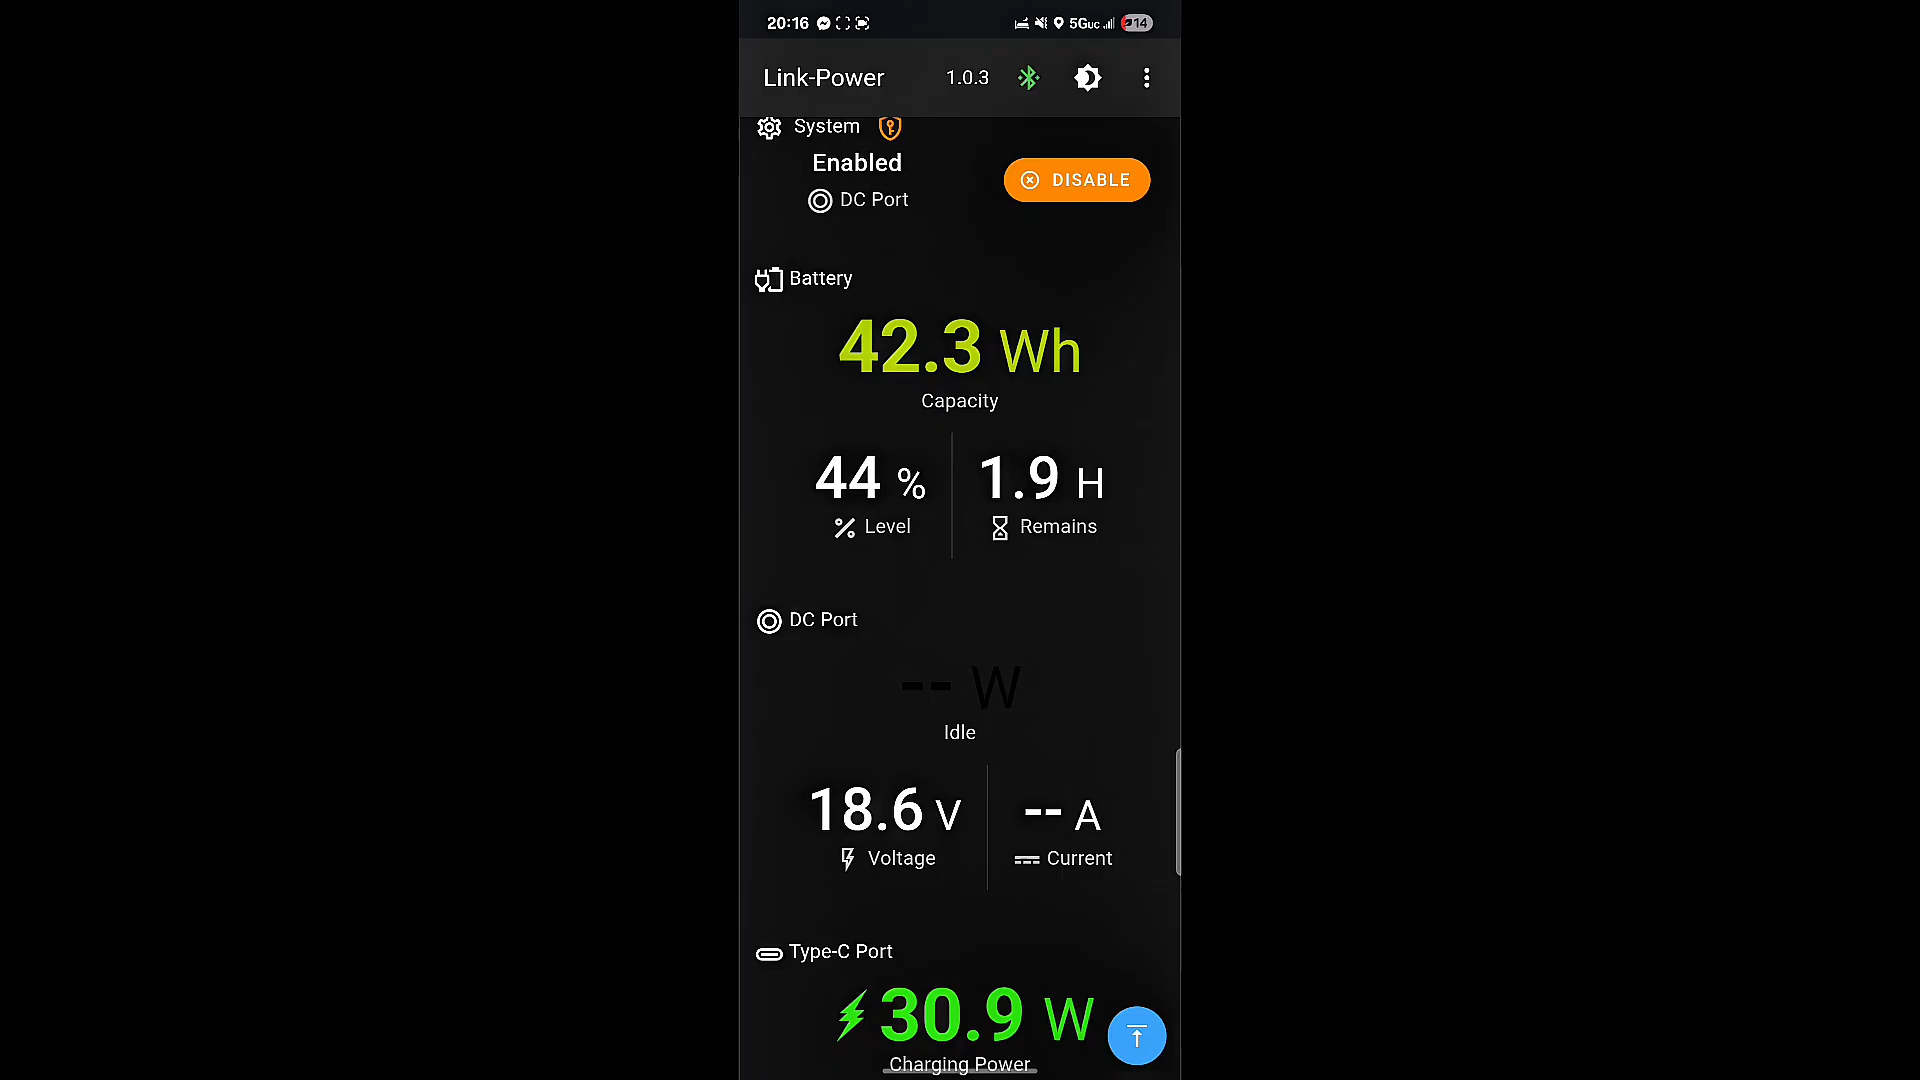 20:16 5Guc 14
Link-Power 1.0.3
System
Enabled
DC Port
DISABLE
Battery
42.3 Wh
Capacity
44 % 1.9 H
Level Remains
DC Port
-- W
Idle
18.6 V -- A
Voltage Current
Type-C Port
30.9 W
Charging Power